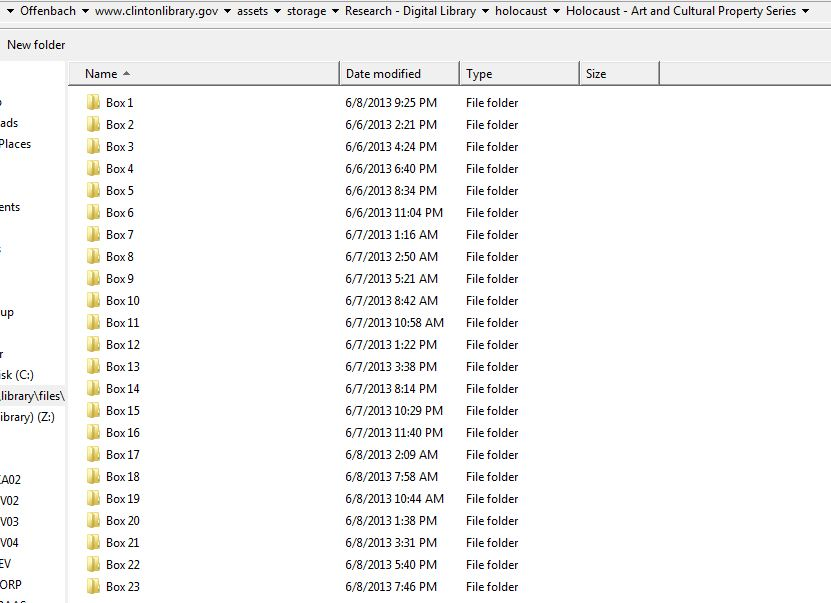 Offenbach www.clintonlibrary.gov assets storage Research - Digital Library holocaust Holocaust - Art and Cultural Property Series
New folder
Name Date modified Type Size
Box 1 6/8/2013 9:25 PM File folder
ads Box 2 6/6/2013 2:21 PM File folder
Places Box 3 6/6/2013 4:24 PM File folder
Box 4 6/6/2013 6:40 PM File folder
Box 5 6/6/2013 8:34 PM File folder
ents Box 6 6/6/2013 11:04 PM File folder
Box 7 6/7/2013 1:16 AM File folder
Box 8 6/7/2013 2:50 AM File folder
Box 9 6/7/2013 5:21 AM File folder
Box 10 6/7/2013 8:42 AM File folder
up Box 11 6/7/2013 10:58 AM File folder
Box 12 6/7/2013 1:22 PM File folder
r Box 13 6/7/2013 3:38 PM File folder
isk (C:)
Box 14 6/7/2013 8:14 PM File folder
library\files\
Box 15 6/7/2013 10:29 PM File folder
ibrary) (Z:)
Box 16 6/7/2013 11:40 PM File folder
Box 17 6/8/2013 2:09 AM File folder
A02 Box 18 6/8/2013 7:58 AM File folder
V02 Box 19 6/8/2013 10:44 AM File folder
V03 Box 20 6/8/2013 1:38 PM File folder
V04 Box 21 6/8/2013 3:31 PM File folder
EV Box 22 6/8/2013 5:40 PM File folder
ORP Box 23 6/8/2013 7:46 PM File folder